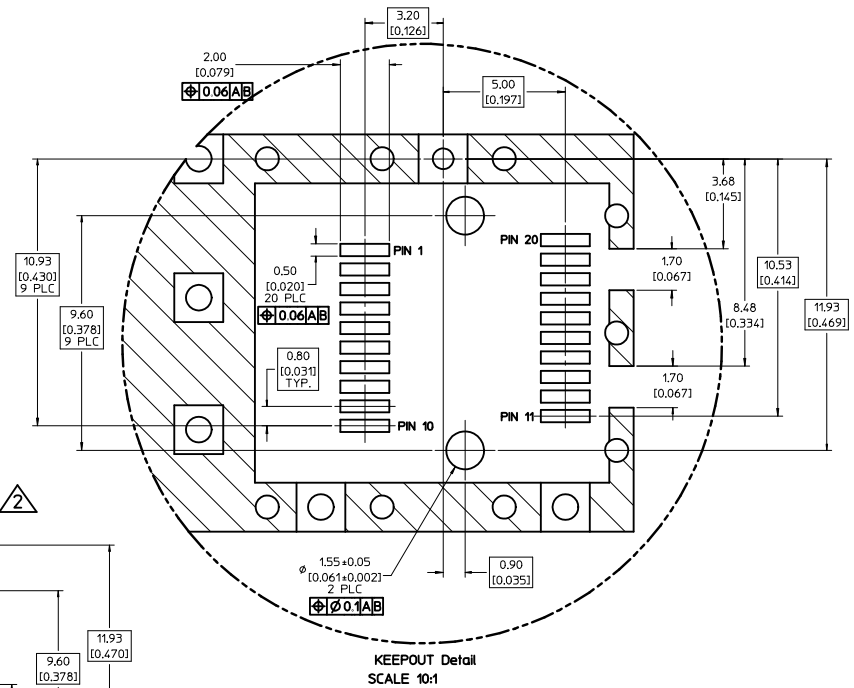 3.20
[0.126]
2.00
[0.079]
⌖ 0.06 A B
5.00
[0.197]
3.68
[0.145]
PIN 1
PIN 20
10.93
[0.430]
9 PLC
0.50
[0.020]
20 PLC
⌖ 0.06 A B
1.70
[0.067]
10.53
[0.414]
9.60
[0.378]
9 PLC
8.48
[0.334]
11.93
[0.469]
0.80
[0.031]
TYP.
1.70
[0.067]
PIN 10
PIN 11
2
⌀ 1.55±0.05
[0.061±0.002]
2 PLC
⌖ ⌀ 0.1 A B
0.90
[0.035]
11.93
[0.470]
9.60
[0.378]
KEEPOUT Detail
SCALE 10:1